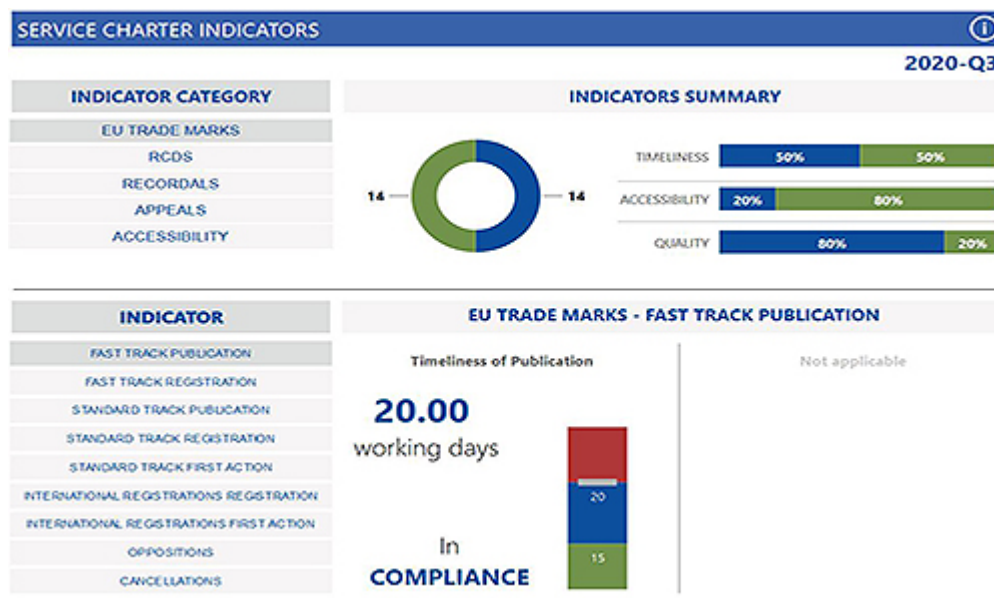 SERVICE CHARTER INDICATORS
2020-Q3
INDICATOR CATEGORY
EU TRADE MARKS
RCDS
RECORDALS
APPEALS
ACCESSIBILITY
INDICATORS SUMMARY
14
14
TIMELINESS 50% 50%
ACCESSIBILITY 20% 80%
QUALITY 80% 20%
INDICATOR
FAST TRACK PUBLICATION
FAST TRACK REGISTRATION
STANDARD TRACK PUBLICATION
STANDARD TRACK REGISTRATION
STANDARD TRACK FIRST ACTION
INTERNATIONAL REGISTRATIONS REGISTRATION
INTERNATIONAL REGISTRATIONS FIRST ACTION
OPPOSITIONS
CANCELLATIONS
EU TRADE MARKS - FAST TRACK PUBLICATION
Timeliness of Publication
20.00
working days
In
COMPLIANCE
20
15
Not applicable